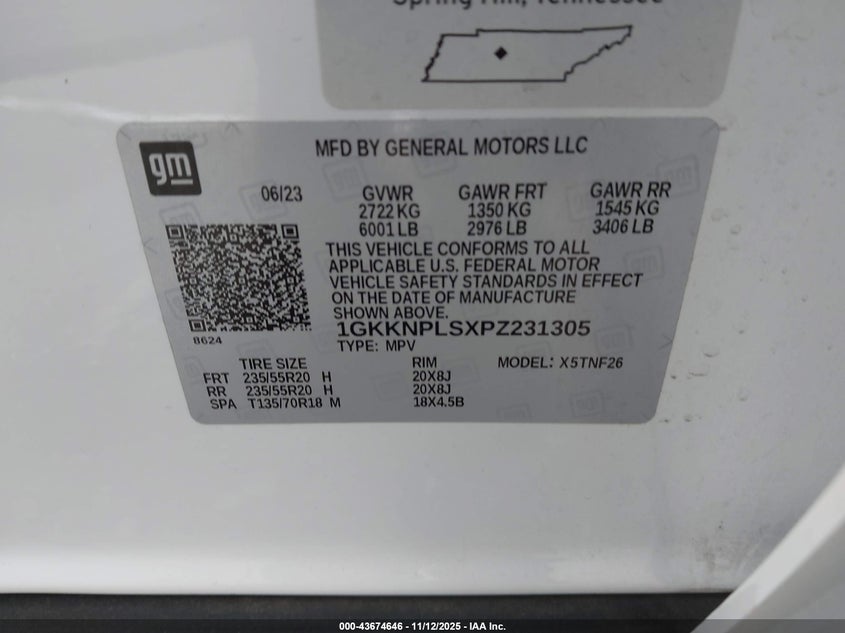 Spring Hill, Tennessee
gm
MFD BY GENERAL MOTORS LLC
06/23 GVWR GAWR FRT GAWR RR
2722 KG 1350 KG 1545 KG
6001 LB 2976 LB 3406 LB
THIS VEHICLE CONFORMS TO ALL
APPLICABLE U.S. FEDERAL MOTOR
VEHICLE SAFETY STANDARDS IN EFFECT
ON THE DATE OF MANUFACTURE
SHOWN ABOVE.
1GKKNPLSXPZ231305
8624
TYPE: MPV
TIRE SIZE RIM MODEL: X5TNF26
FRT 235/55R20 H 20X8J
RR 235/55R20 H 20X8J
SPA T135/70R18 M 18X4.5B
000-43674646 - 11/12/2025 - IAA Inc.